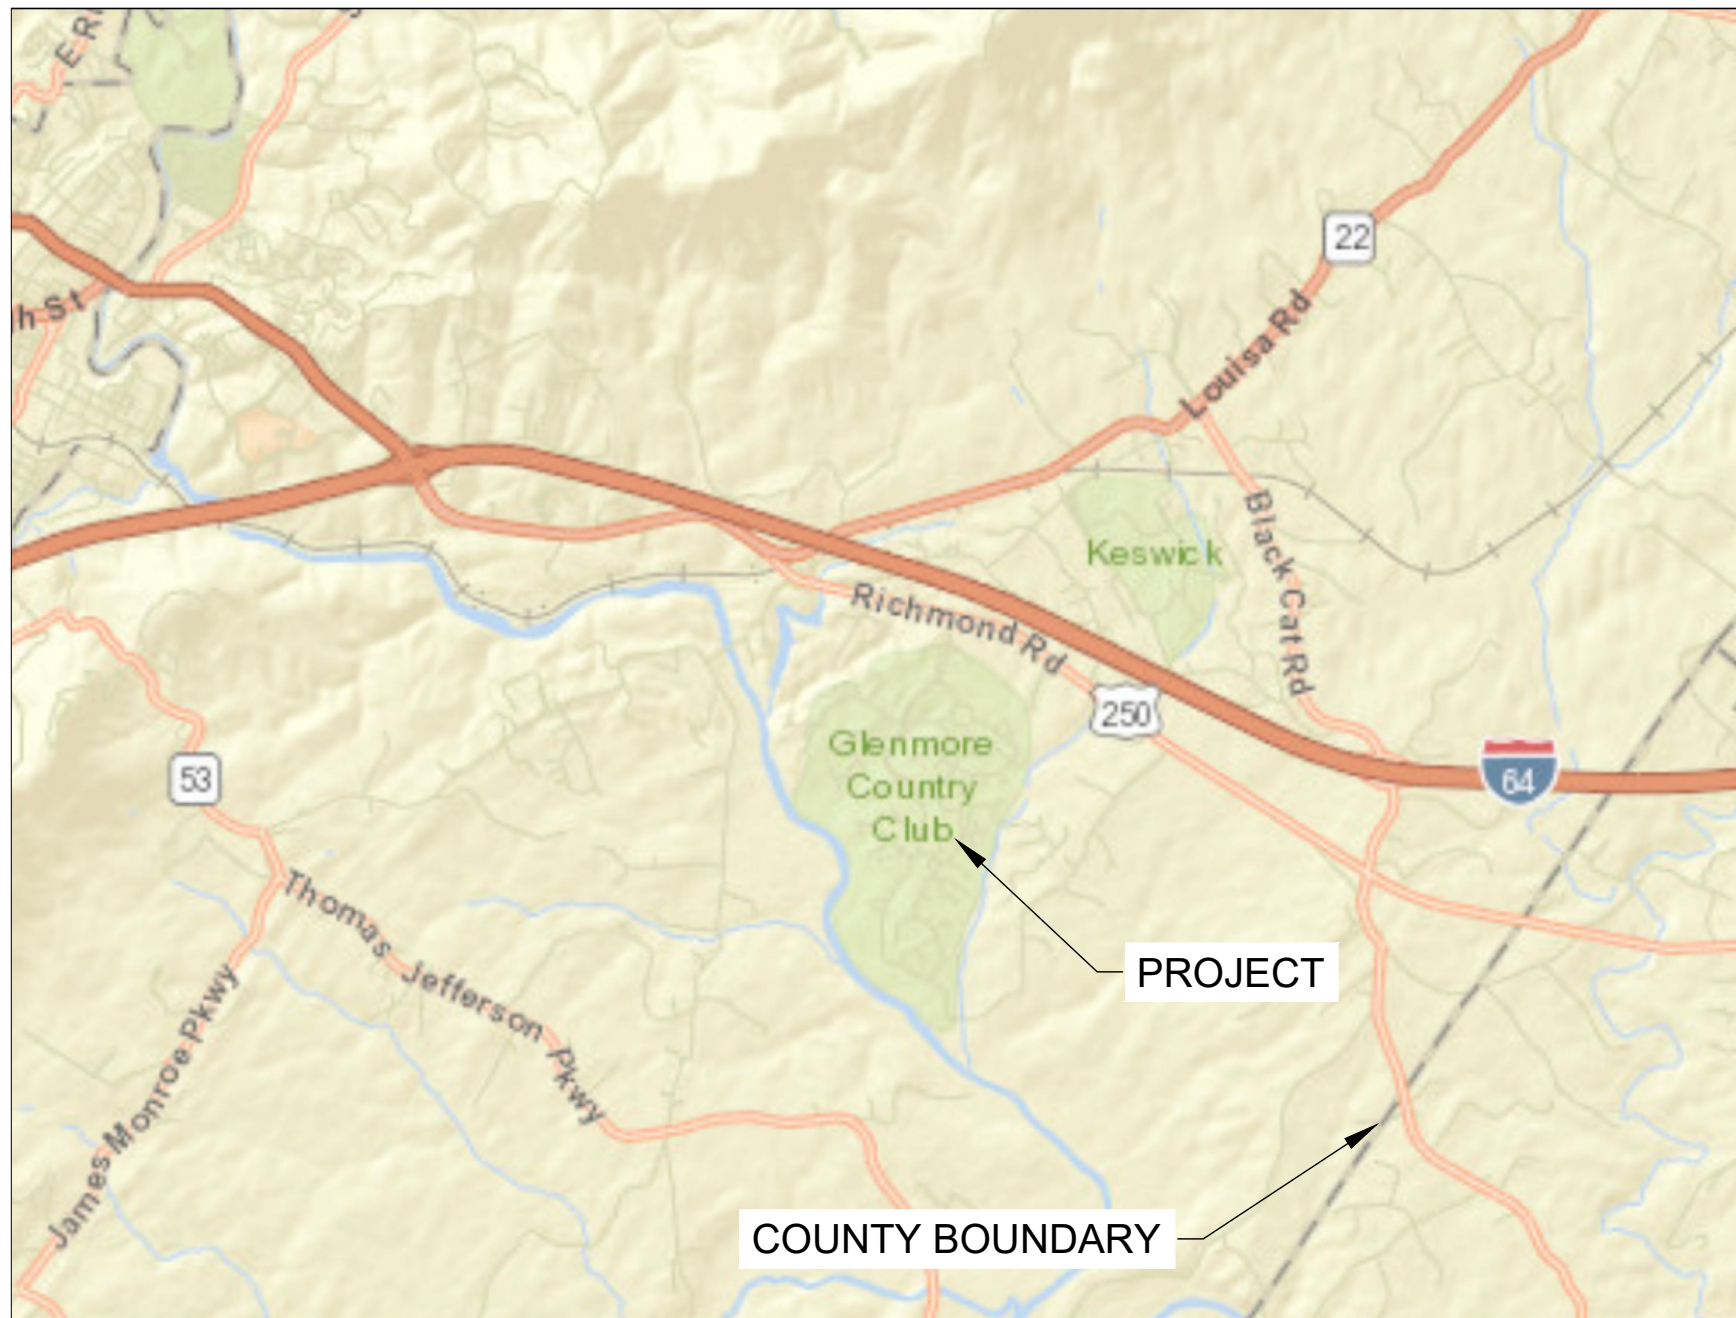 22
Louisa Rd
h St
Keswick
Black Cat Rd
Richmond Rd
250
Glenmore
Country
Club
53
64
Thomas Jefferson Pkwy
PROJECT
James Monroe Pkwy
COUNTY BOUNDARY